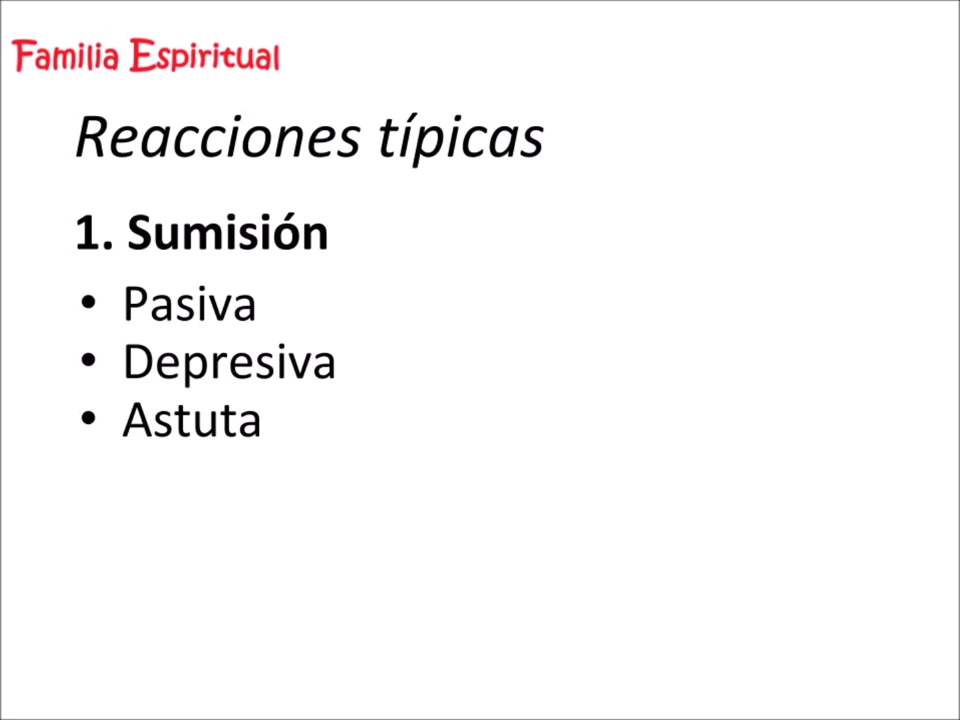 Familia Espiritual
Reacciones típicas
1. Sumisión
• Pasiva
• Depresiva
• Astuta